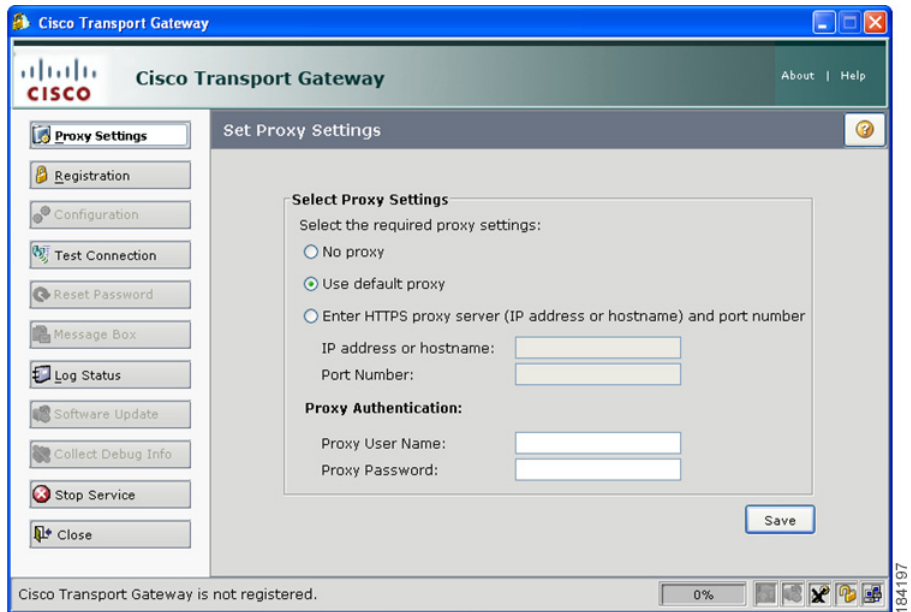 Cisco Transport Gateway
CISCO
Cisco Transport Gateway
About | Help
Proxy Settings
Registration
Configuration
Test Connection
Reset Password
Message Box
Log Status
Software Update
Collect Debug Info
Stop Service
Close
Set Proxy Settings
Select Proxy Settings
Select the required proxy settings:
No proxy
Use default proxy
Enter HTTPS proxy server (IP address or hostname) and port number
IP address or hostname:
Port Number:
Proxy Authentication:
Proxy User Name:
Proxy Password:
Save
Cisco Transport Gateway is not registered.
0%
184197